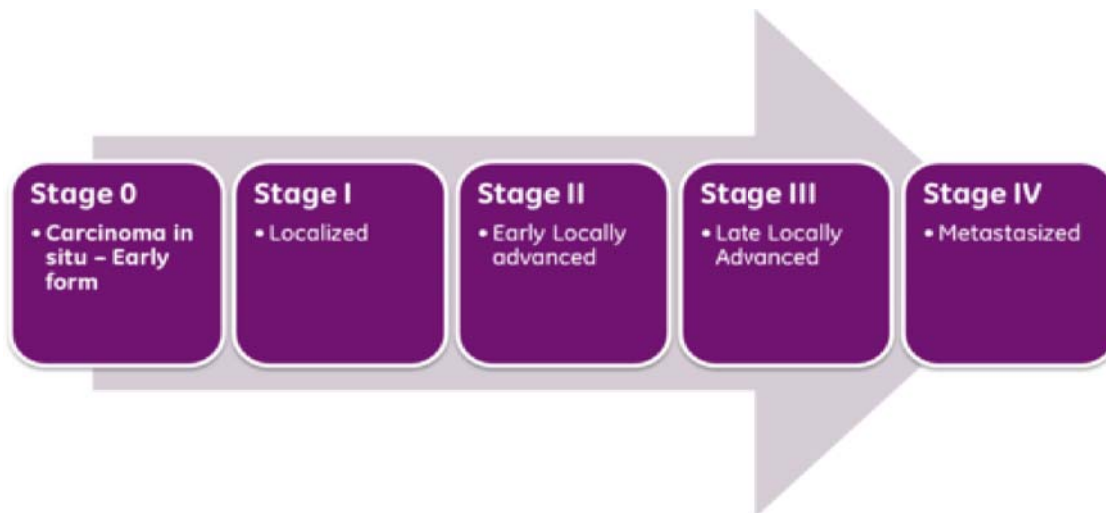 Stage 0
• Carcinoma in
situ – Early
form
Stage I
• Localized
Stage II
• Early Locally
advanced
Stage III
• Late Locally
Advanced
Stage IV
• Metastasized